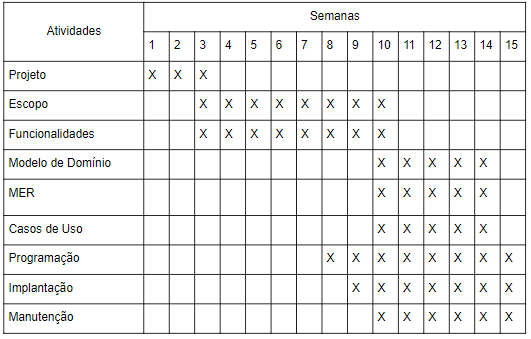 Atividades Semanas
1 2 3 4 5 6 7 8 9 10 11 12 13 14 15
Projeto X X X
Escopo X X X X X X X X
Funcionalidades X X X X X X X X
Modelo de Domínio X X X X X
MER X X X X X
Casos de Uso X X X X X
Programação X X X X X X X X
Implantação X X X X X X X
Manutenção X X X X X X